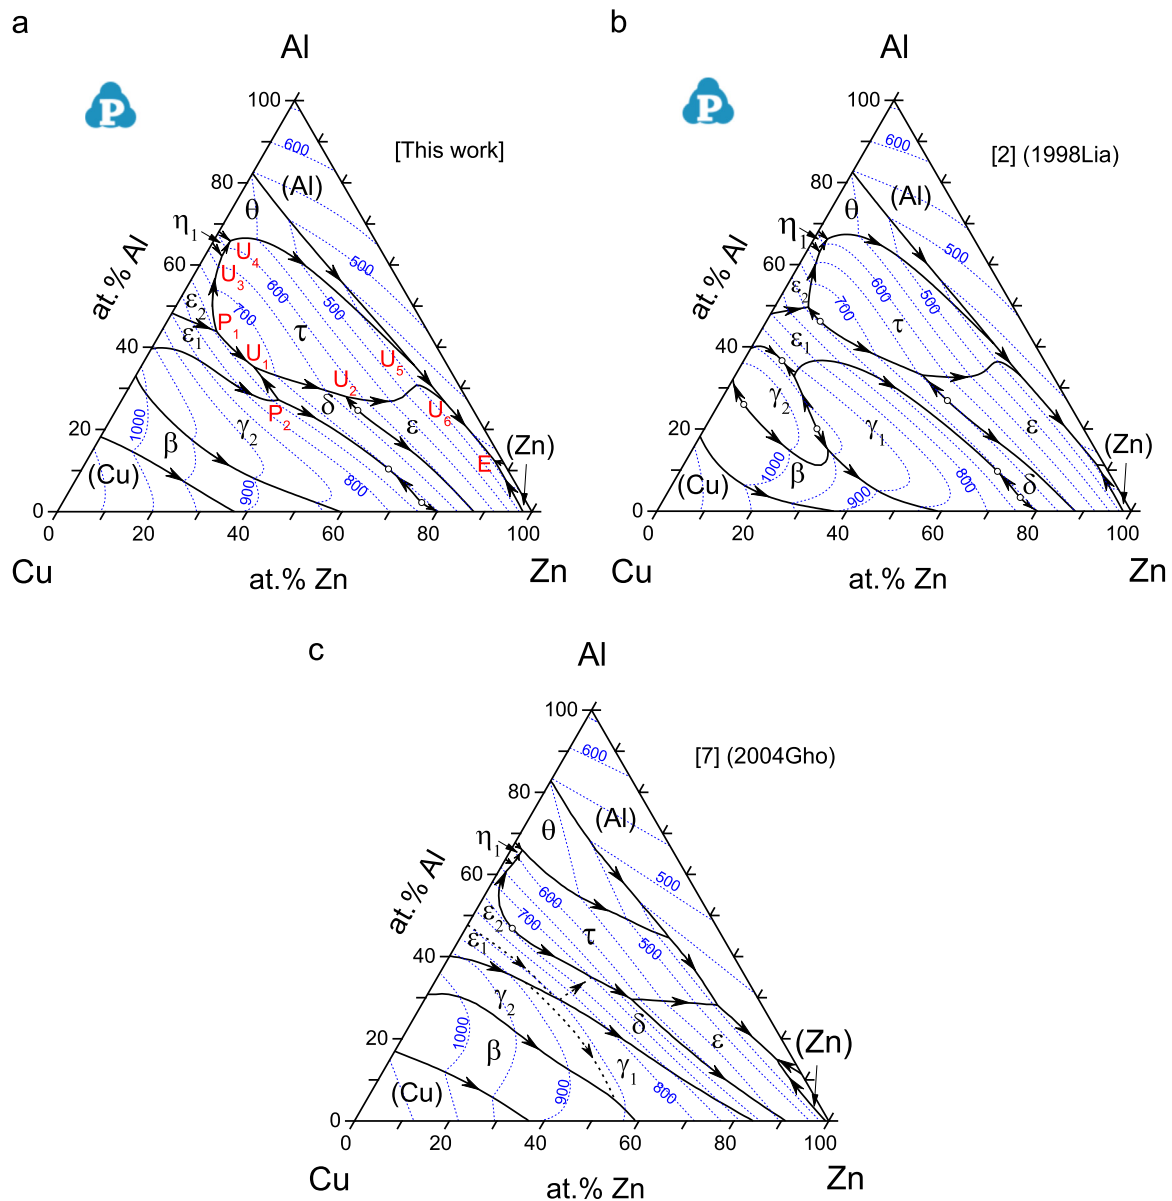 a
Al
P
[This work]
100
80
60
40
20
0
at.% Al
600
(Al)
θ
η1
U4
U3
500
600
500
ε2
700
τ
P1
ε1
U1
U5
U2
δ
P2
U6
1000
γ2
ε
β
(Zn)
(Cu)
E
900
800
0 20 40 60 80 100
Cu
at.% Zn
Zn
b
Al
P
[2] (1998Lia)
100
80
60
40
20
0
at.% Al
600
(Al)
θ
η1
500
600
500
ε2
700
τ
ε1
γ2
γ1
ε
(Zn)
1000
β
(Cu)
900
800
δ
0 20 40 60 80 100
Cu
at.% Zn
Zn
c
Al
[7] (2004Gho)
100
80
60
40
20
0
at.% Al
600
θ
(Al)
η1
500
600
ε2
700
τ
500
ε1
γ2
δ
1000
β
ε
(Zn)
γ1
(Cu)
900
800
0 20 40 60 80 100
Cu
at.% Zn
Zn